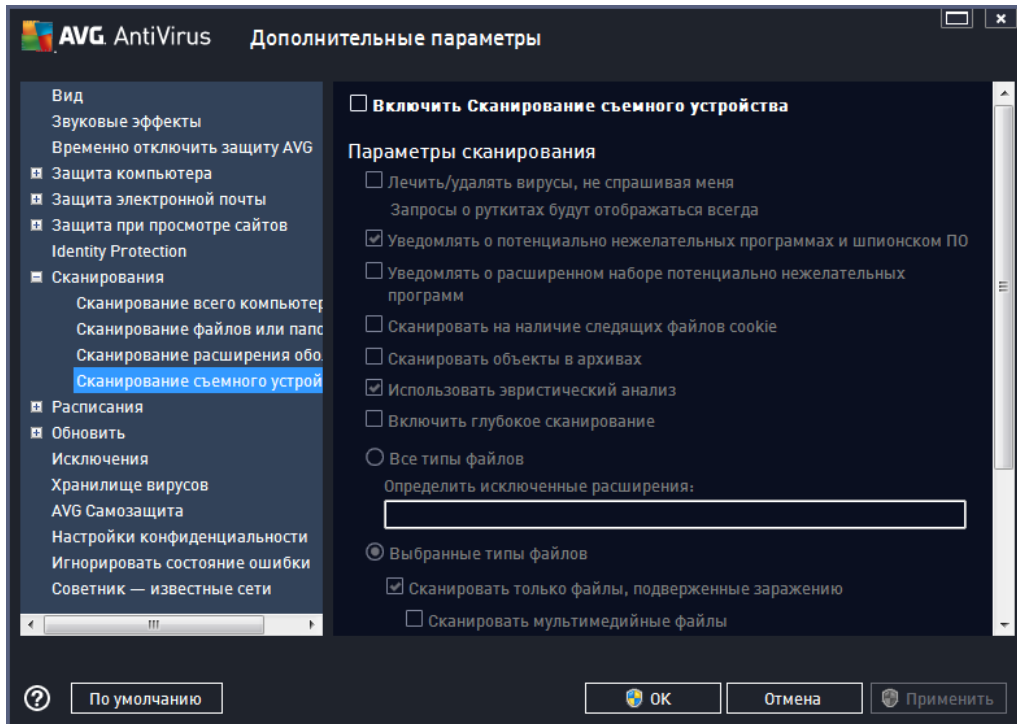 AVG AntiVirus Дополнительные параметры
Вид
Звуковые эффекты
Временно отключить защиту AVG
Защита компьютера
Защита электронной почты
Защита при просмотре сайтов
Identity Protection
Сканирования
Сканирование всего компьютер
Сканирование файлов или папо
Сканирование расширения обо
Сканирование съемного устрой
Расписания
Обновить
Исключения
Хранилище вирусов
AVG Самозащита
Настройки конфиденциальности
Игнорировать состояние ошибки
Советник — известные сети
Включить Сканирование съемного устройства
Параметры сканирования
Лечить/удалять вирусы, не спрашивая меня
Запросы о руткитах будут отображаться всегда
Уведомлять о потенциально нежелательных программах и шпионском ПО
Уведомлять о расширенном наборе потенциально нежелательных
программ
Сканировать на наличие следящих файлов cookie
Сканировать объекты в архивах
Использовать эвристический анализ
Включить глубокое сканирование
Все типы файлов
Определить исключенные расширения:
Выбранные типы файлов
Сканировать только файлы, подверженные заражению
Сканировать мультимедийные файлы
? По умолчанию OK Отмена Применить